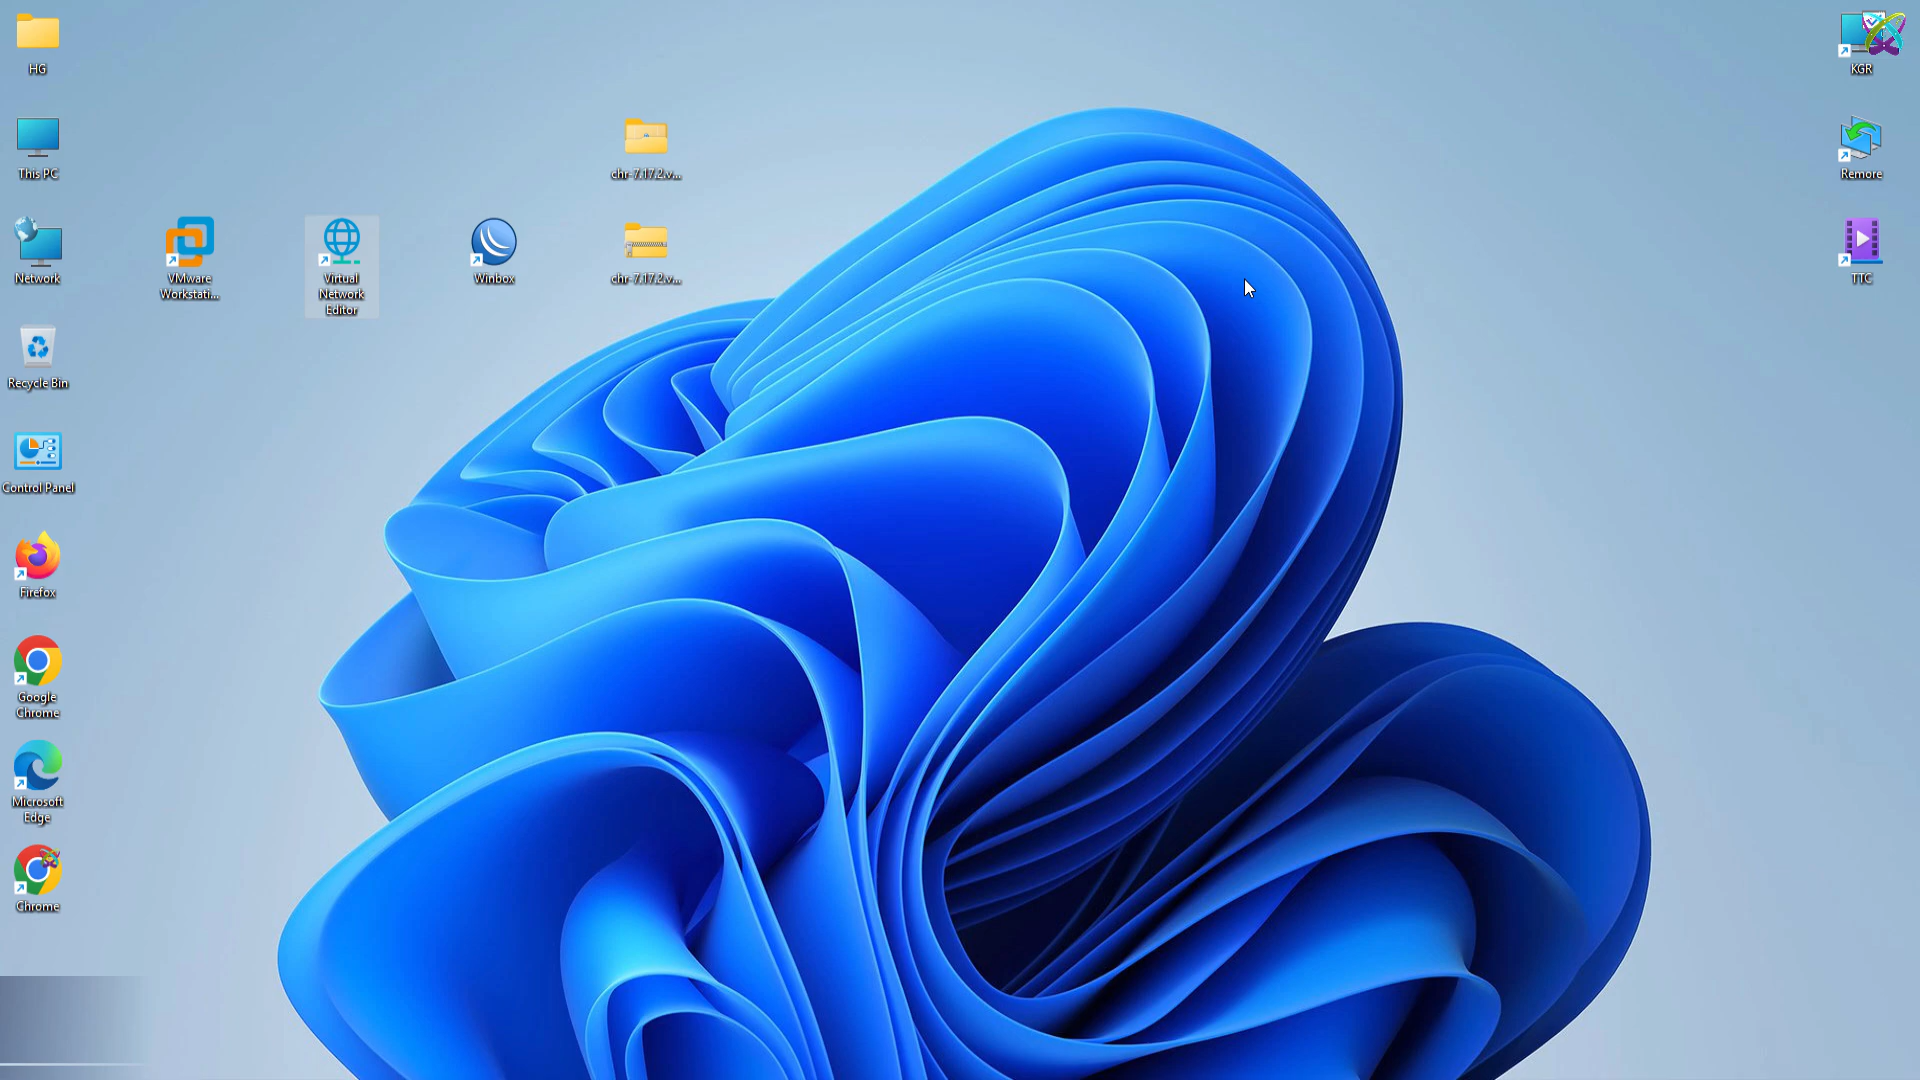 HG
This PC
Network
Recycle Bin
Control Panel
Firefox
Google
Chrome
Microsoft
Edge
Chrome
VMware
Workstati...
Virtual
Network
Editor
Winbox
chr-7.17.2.v...
chr-7.17.2.v...
KGR
Remore
TTC